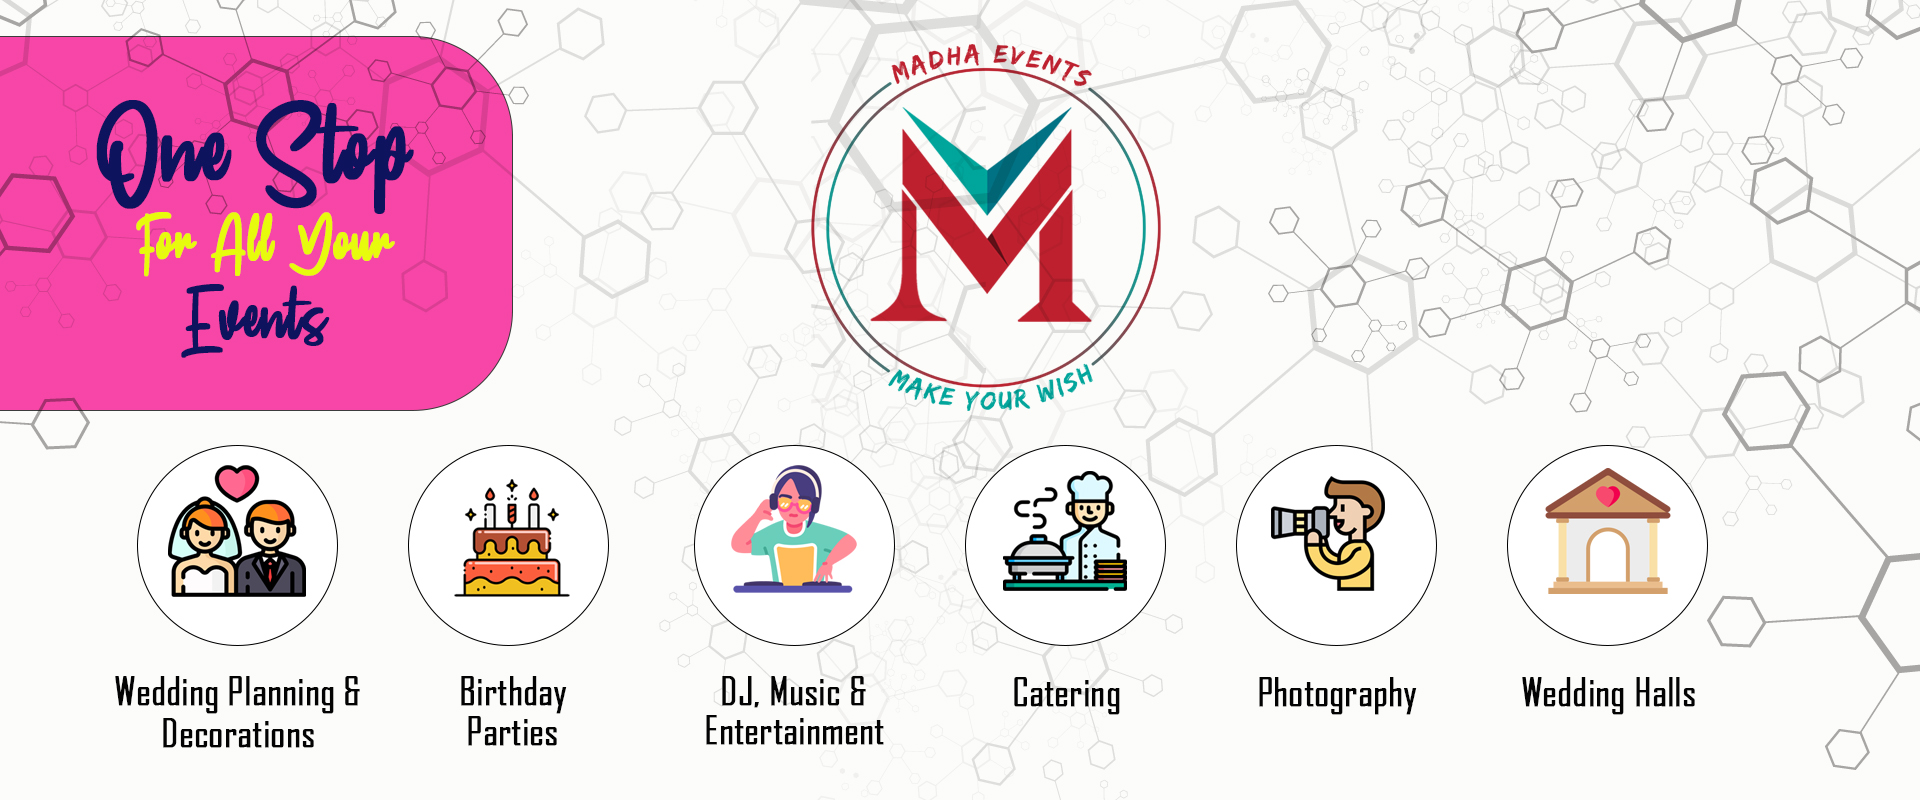 One Stop
For All Your
Events
MADHA EVENTS
MAKE YOUR WISH
Wedding Planning &
Decorations
Birthday
Parties
DJ, Music &
Entertainment
Catering
Photography
Wedding Halls